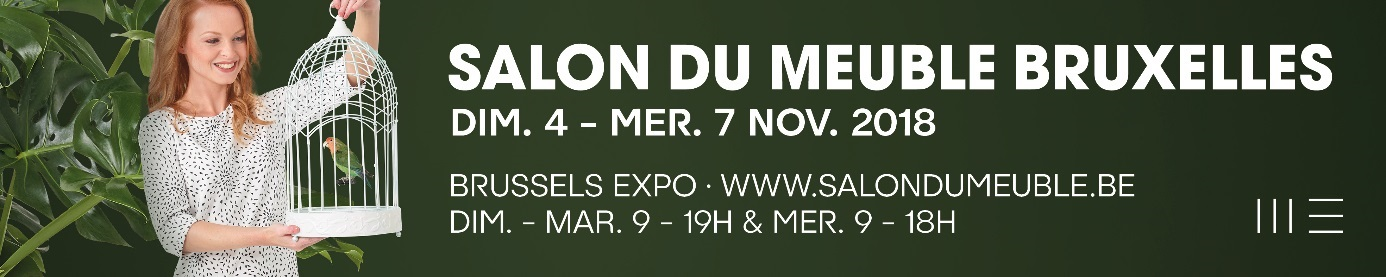 SALON DU MEUBLE BRUXELLES
DIM. 4 – MER. 7 NOV. 2018
BRUSSELS EXPO · WWW.SALONDUMEUBLE.BE
DIM. – MAR. 9 – 19H & MER. 9 – 18H